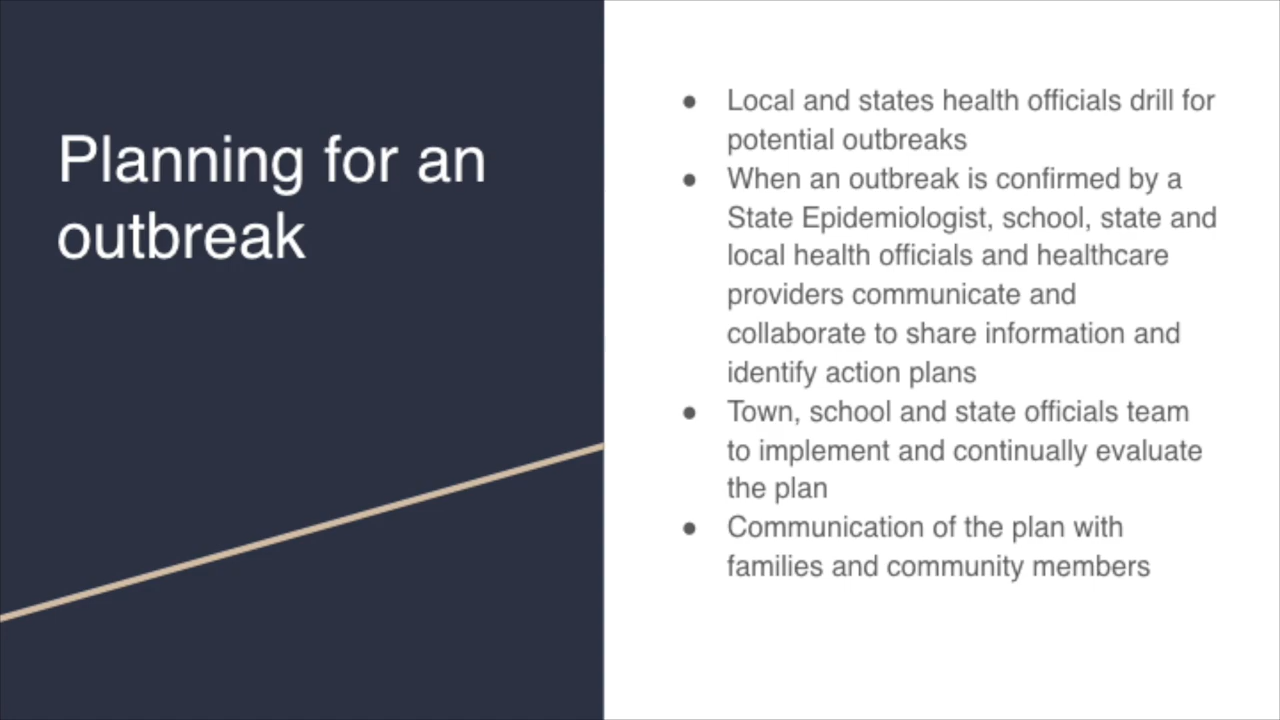 Planning for an
outbreak
● Local and states health officials drill for
potential outbreaks
● When an outbreak is confirmed by a
State Epidemiologist, school, state and
local health officials and healthcare
providers communicate and
collaborate to share information and
identify action plans
● Town, school and state officials team
to implement and continually evaluate
the plan
● Communication of the plan with
families and community members